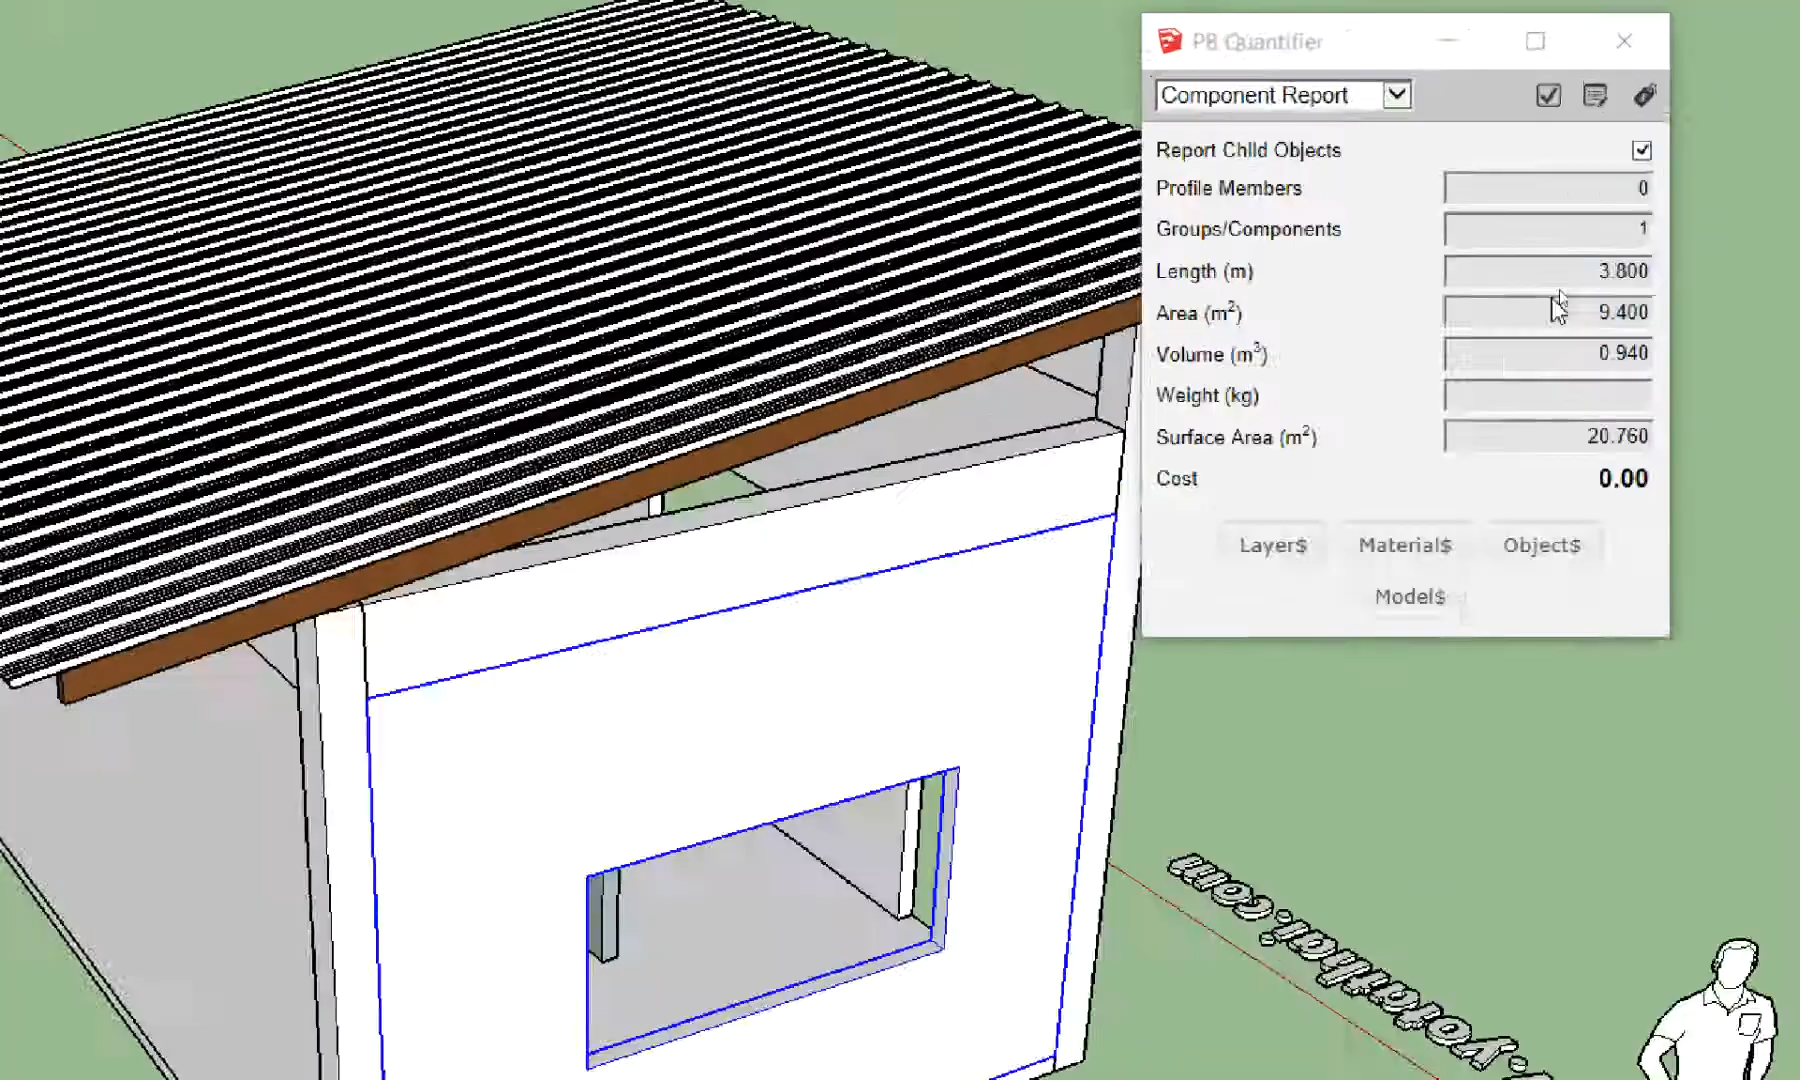 PB Quantifier
Component Report
Report Child Objects
Profile Members 0
Groups/Components 1
Length (m) 3.800
Area (m²) 9.400
Volume (m³) 0.940
Weight (kg)
Surface Area (m²) 20.760
Cost 0.00
Layer$ Material$ Object$
Model$